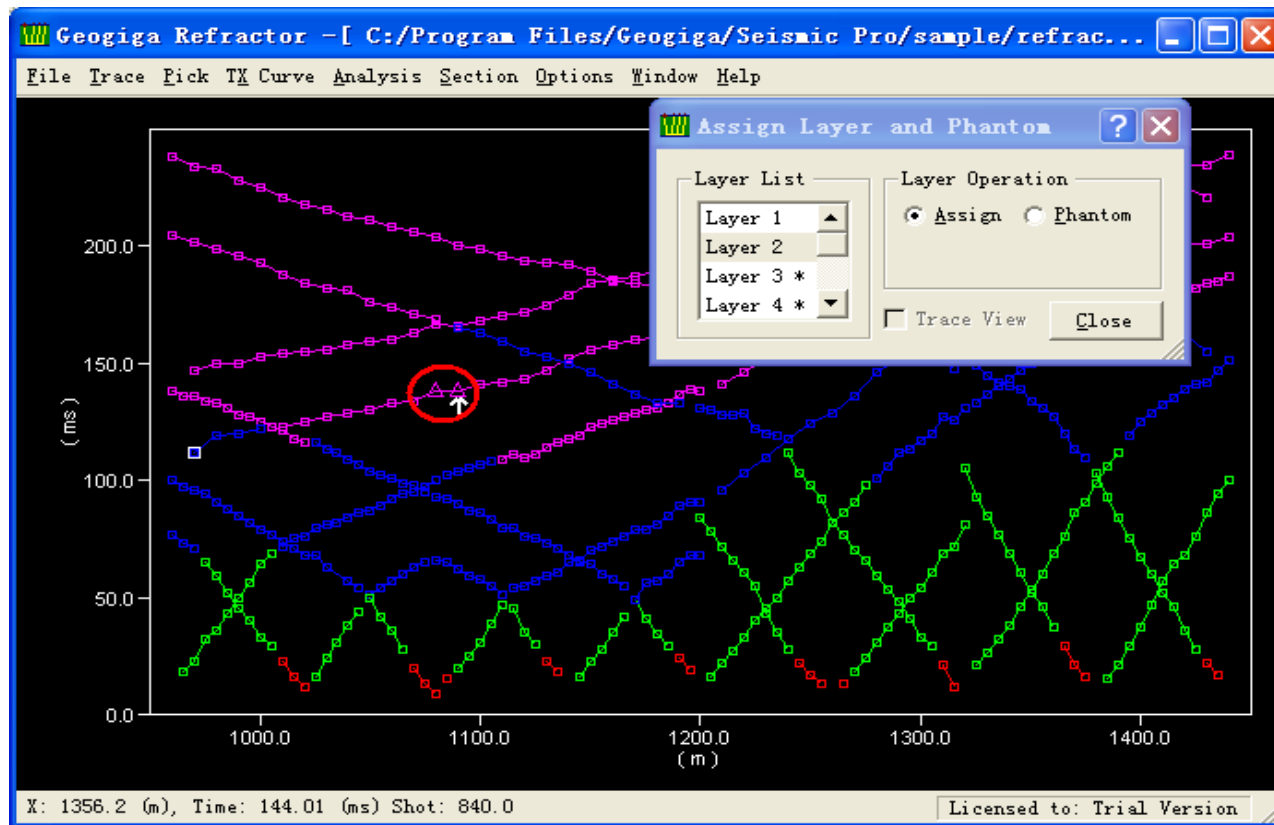 Geogiga Refractor -[ C:/Program Files/Geogiga/Seismic Pro/sample/refrac...
File Trace Pick TX Curve Analysis Section Options Window Help
Assign Layer and Phantom
Layer List
Layer 1
Layer 2
Layer 3 *
Layer 4 *
Layer Operation
Assign Phantom
Trace View Close
200.0
150.0
100.0
50.0
0.0
(ms)
1000.0 1100.0 1200.0 1300.0 1400.0
(m)
X: 1356.2 (m), Time: 144.01 (ms) Shot: 840.0
Licensed to: Trial Version